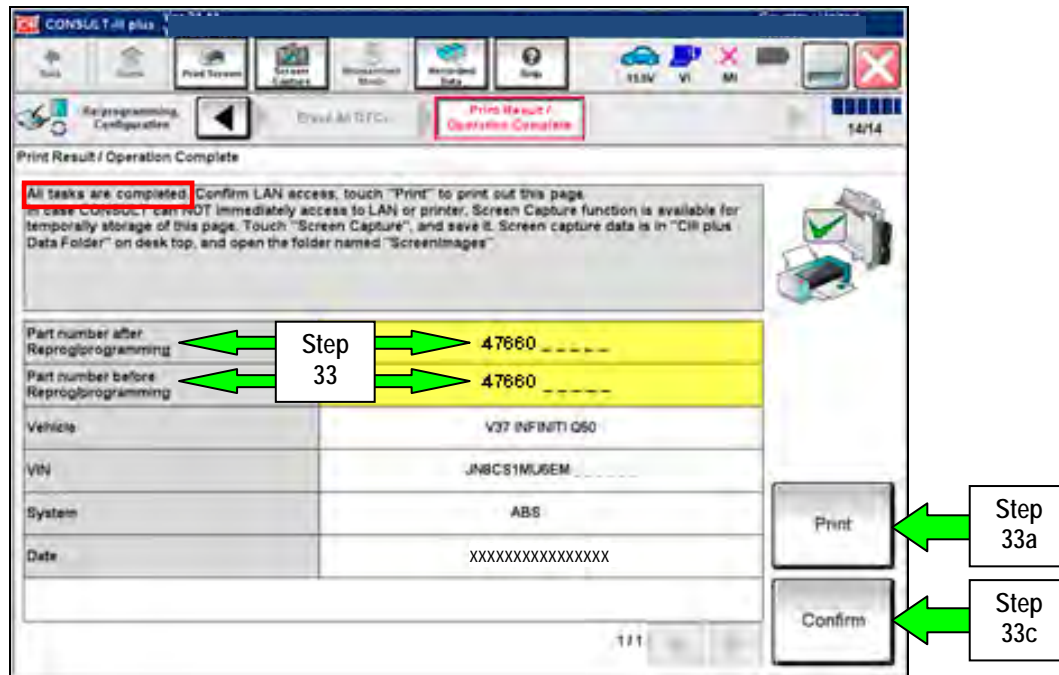 CONSULT-III plus
Back
Home
Print Screen
Screen Capture
Measurement Mode
Recorded Data
Help
13.0V
VI
MI
Re/programming, Configuration
Erase All DTCs
Print Result / Operation Complete
14/14
Print Result / Operation Complete
All tasks are completed. Confirm LAN access, touch "Print" to print out this page.
In case CONSULT can NOT immediately access to LAN or printer, Screen Capture function is available for
temporally storage of this page. Touch "Screen Capture", and save it. Screen capture data is in "CIII plus
Data Folder" on desk top, and open the folder named "ScreenImages"
Part number after
Reprog/programming
47660 _ _ _ _ _
Step
33
Part number before
Reprog/programming
47660 _ _ _ _ _
Vehicle
V37 INFINITI Q50
VIN
JN8CS1MU6EM _ _ _ _ _ _
System
ABS
Date
XXXXXXXXXXXXXXXX
1/1
Print
Step
33a
Confirm
Step
33c